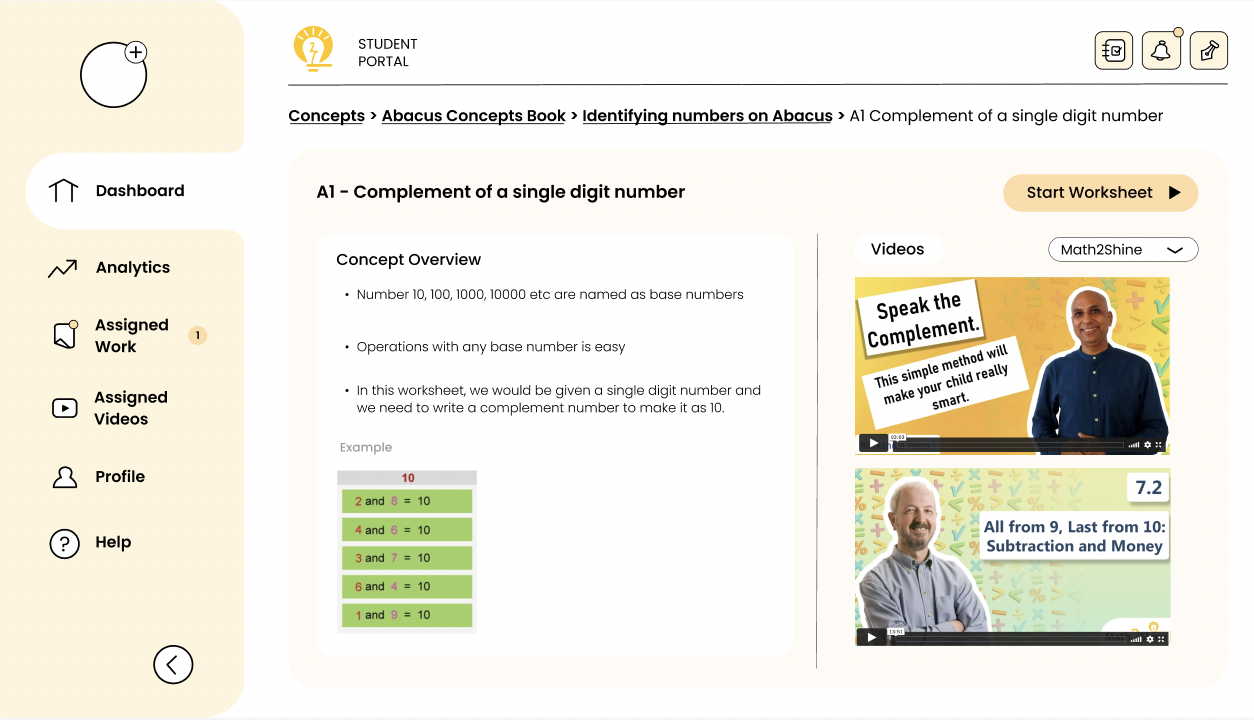 STUDENT
PORTAL
Concepts > Abacus Concepts Book > Identifying numbers on Abacus > A1 Complement of a single digit number
Dashboard
Analytics
Assigned
Work
1
Assigned
Videos
Profile
?
Help
A1 - Complement of a single digit number
Start Worksheet
Concept Overview
• Number 10, 100, 1000, 10000 etc are named as base numbers
• Operations with any base number is easy
• In this worksheet, we would be given a single digit number and
we need to write a complement number to make it as 10.
Example
10
2 and 8 = 10
4 and 6 = 10
3 and 7 = 10
6 and 4 = 10
1 and 9 = 10
Videos
Math2Shine
Speak the
Complement.
This simple method will
make your child really
smart.
03:03
7.2
All from 9, Last from 10:
Subtraction and Money
13:51